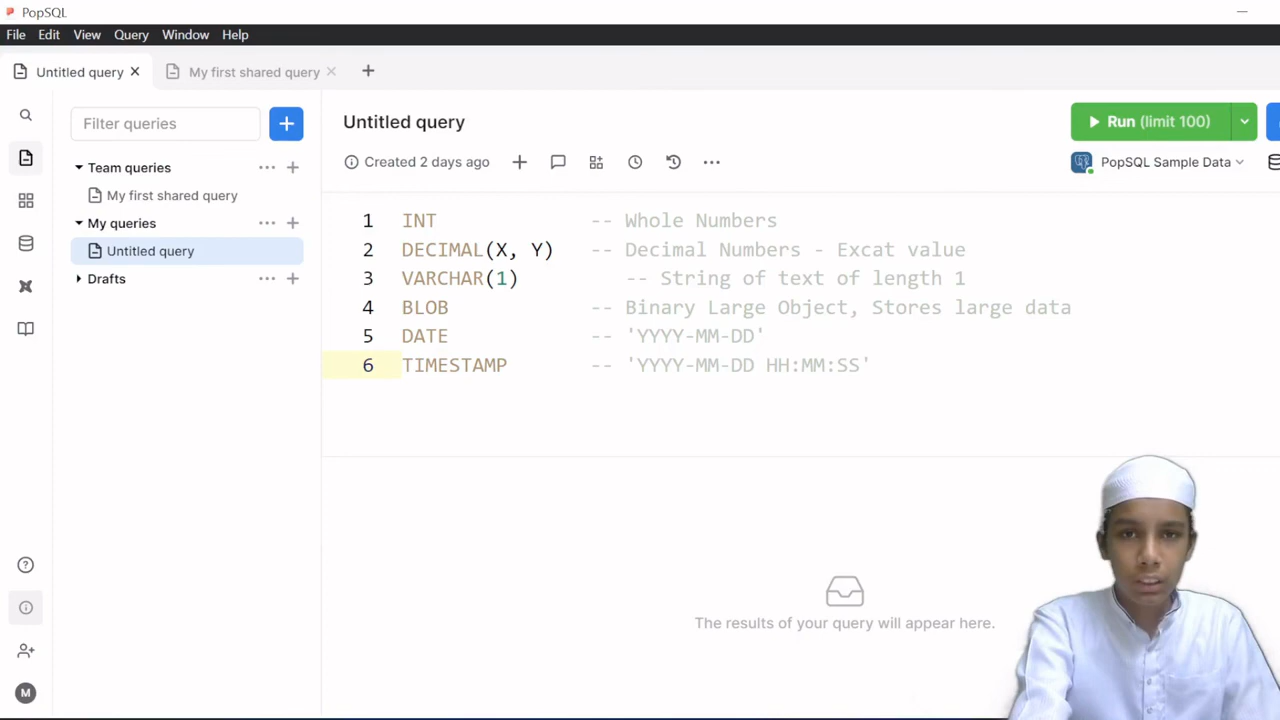 PopSQL
File Edit View Query Window Help
Untitled query My first shared query
Filter queries
Untitled query
Run (limit 100)
Created 2 days ago
PopSQL Sample Data
Team queries
My first shared query
My queries
Untitled query
Drafts
1 INT -- Whole Numbers
2 DECIMAL(X, Y) -- Decimal Numbers - Excat value
3 VARCHAR(1) -- String of text of length 1
4 BLOB -- Binary Large Object, Stores large data
5 DATE -- 'YYYY-MM-DD'
6 TIMESTAMP -- 'YYYY-MM-DD HH:MM:SS'
The results of your query will appear here.
M